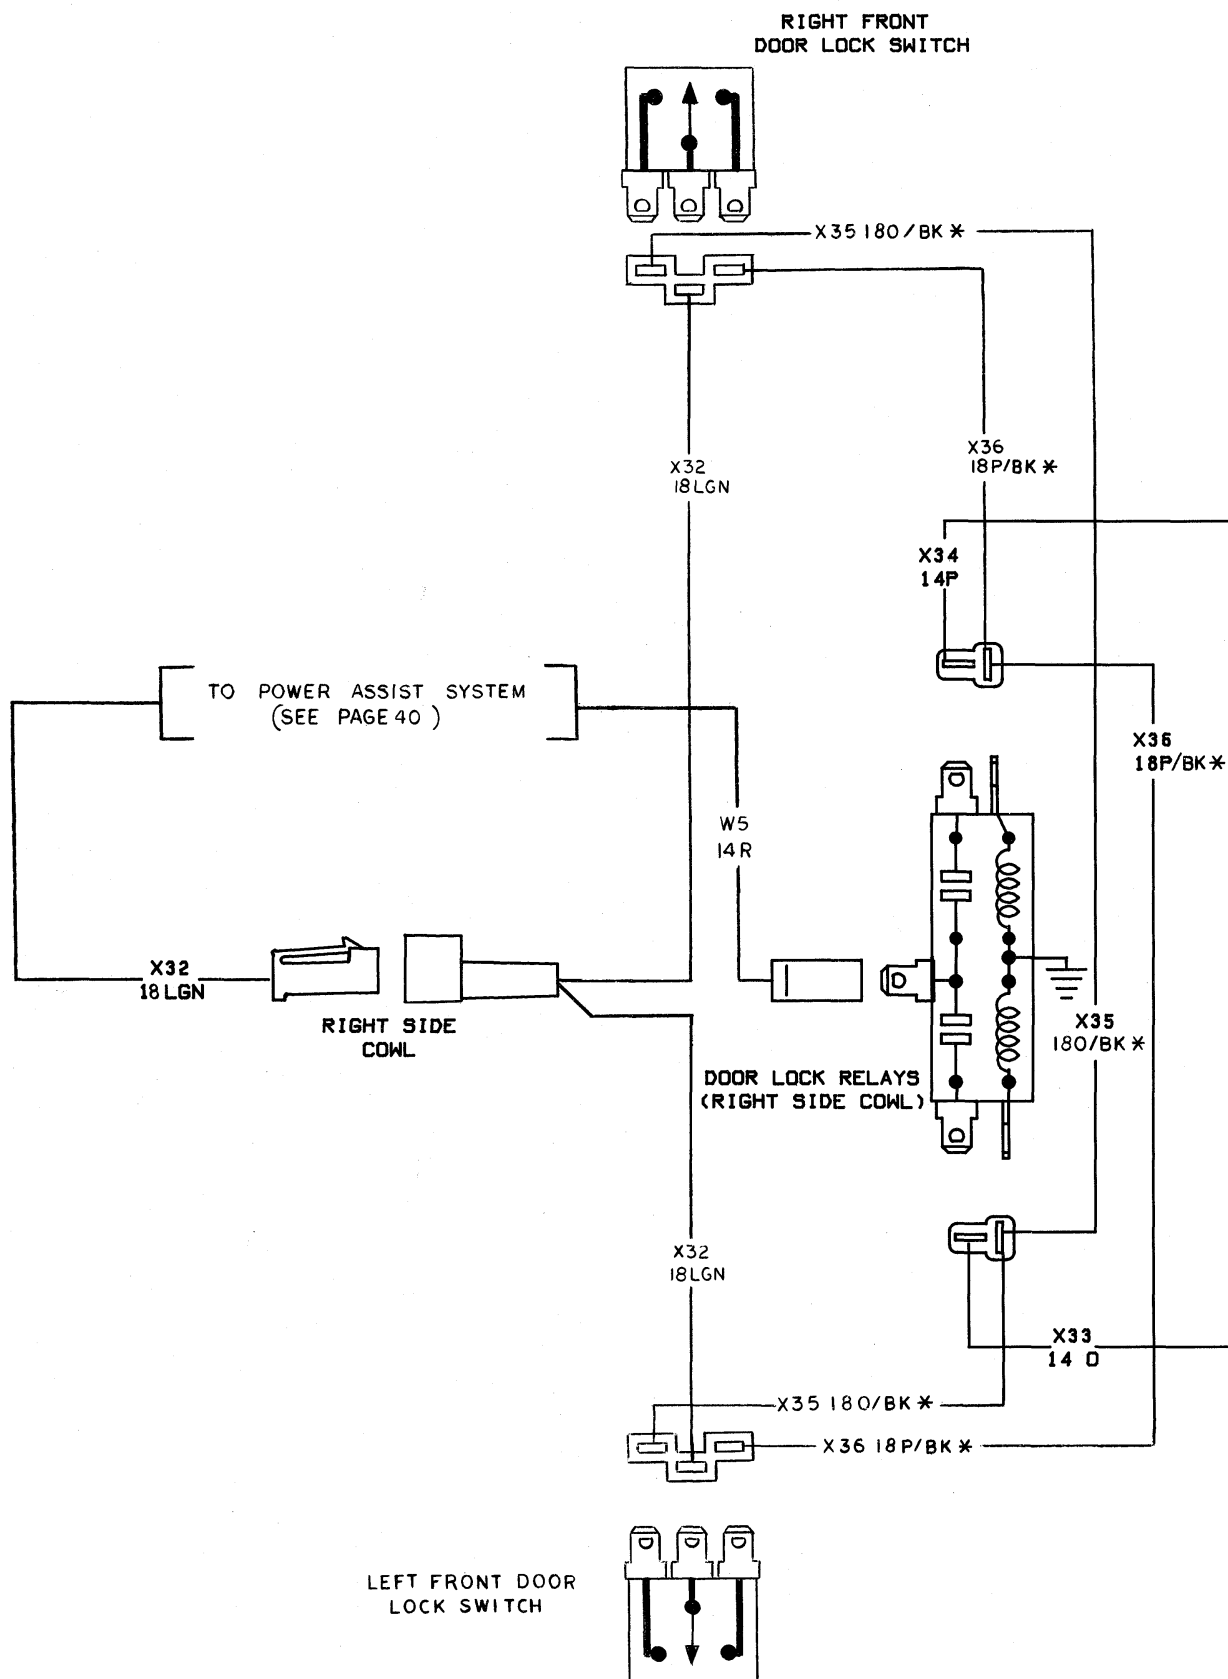 RIGHT FRONT
DOOR LOCK SWITCH
X35 180/BK*
X36
18P/BK*
X32
18LGN
X34
14P
TO POWER ASSIST SYSTEM
(SEE PAGE 40)
X36
18P/BK*
W5
14R
X32
18LGN
RIGHT SIDE
COWL
X35
180/BK*
DOOR LOCK RELAYS
(RIGHT SIDE COWL)
X32
18LGN
X33
14 O
X35 180/BK*
X36 18P/BK*
LEFT FRONT DOOR
LOCK SWITCH